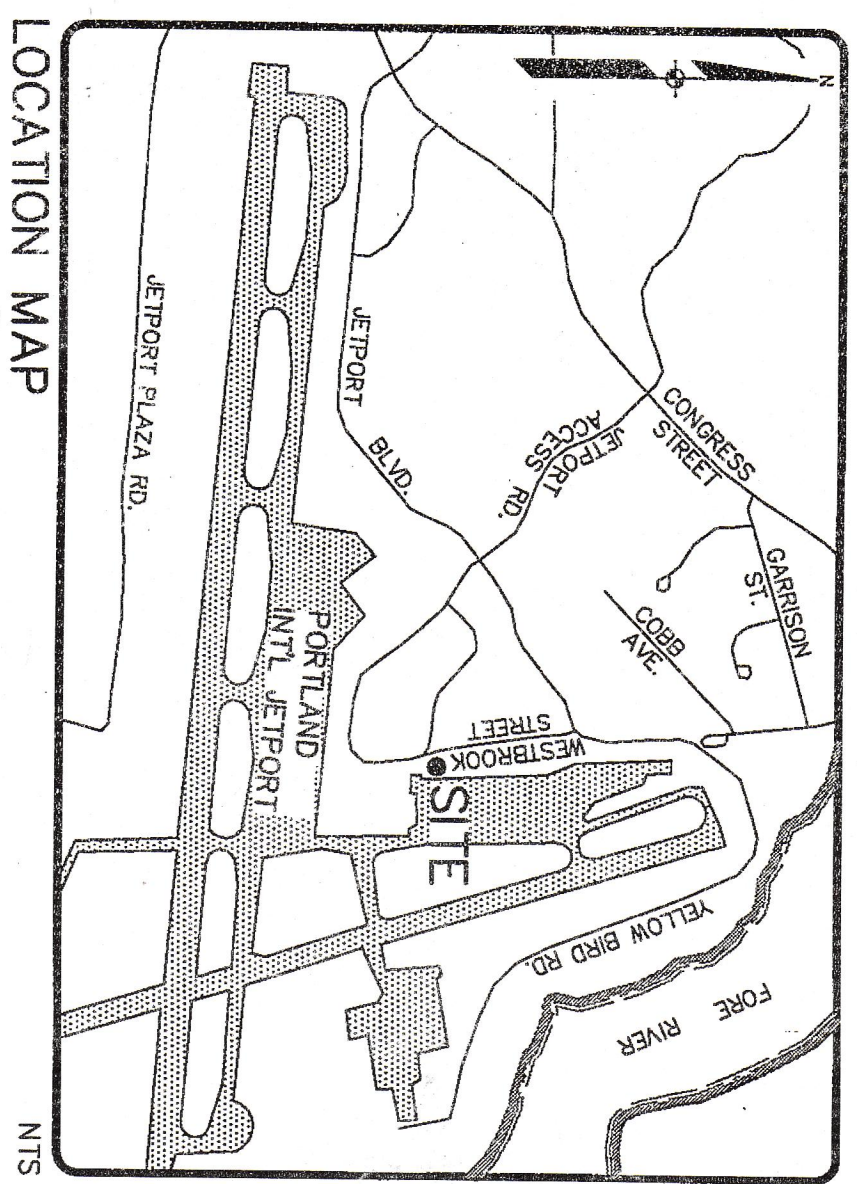 N
CONGRESS
STREET
GARRISON
ST.
COBB
AVE.
JETPORT
ACCESS RD.
JETPORT
BLVD.
WESTBROOK
STREET
SITE
YELLOW BIRD RD.
FORE RIVER
PORTLAND
INT'L JETPORT
JETPORT PLAZA RD.
LOCATION MAP
NTS